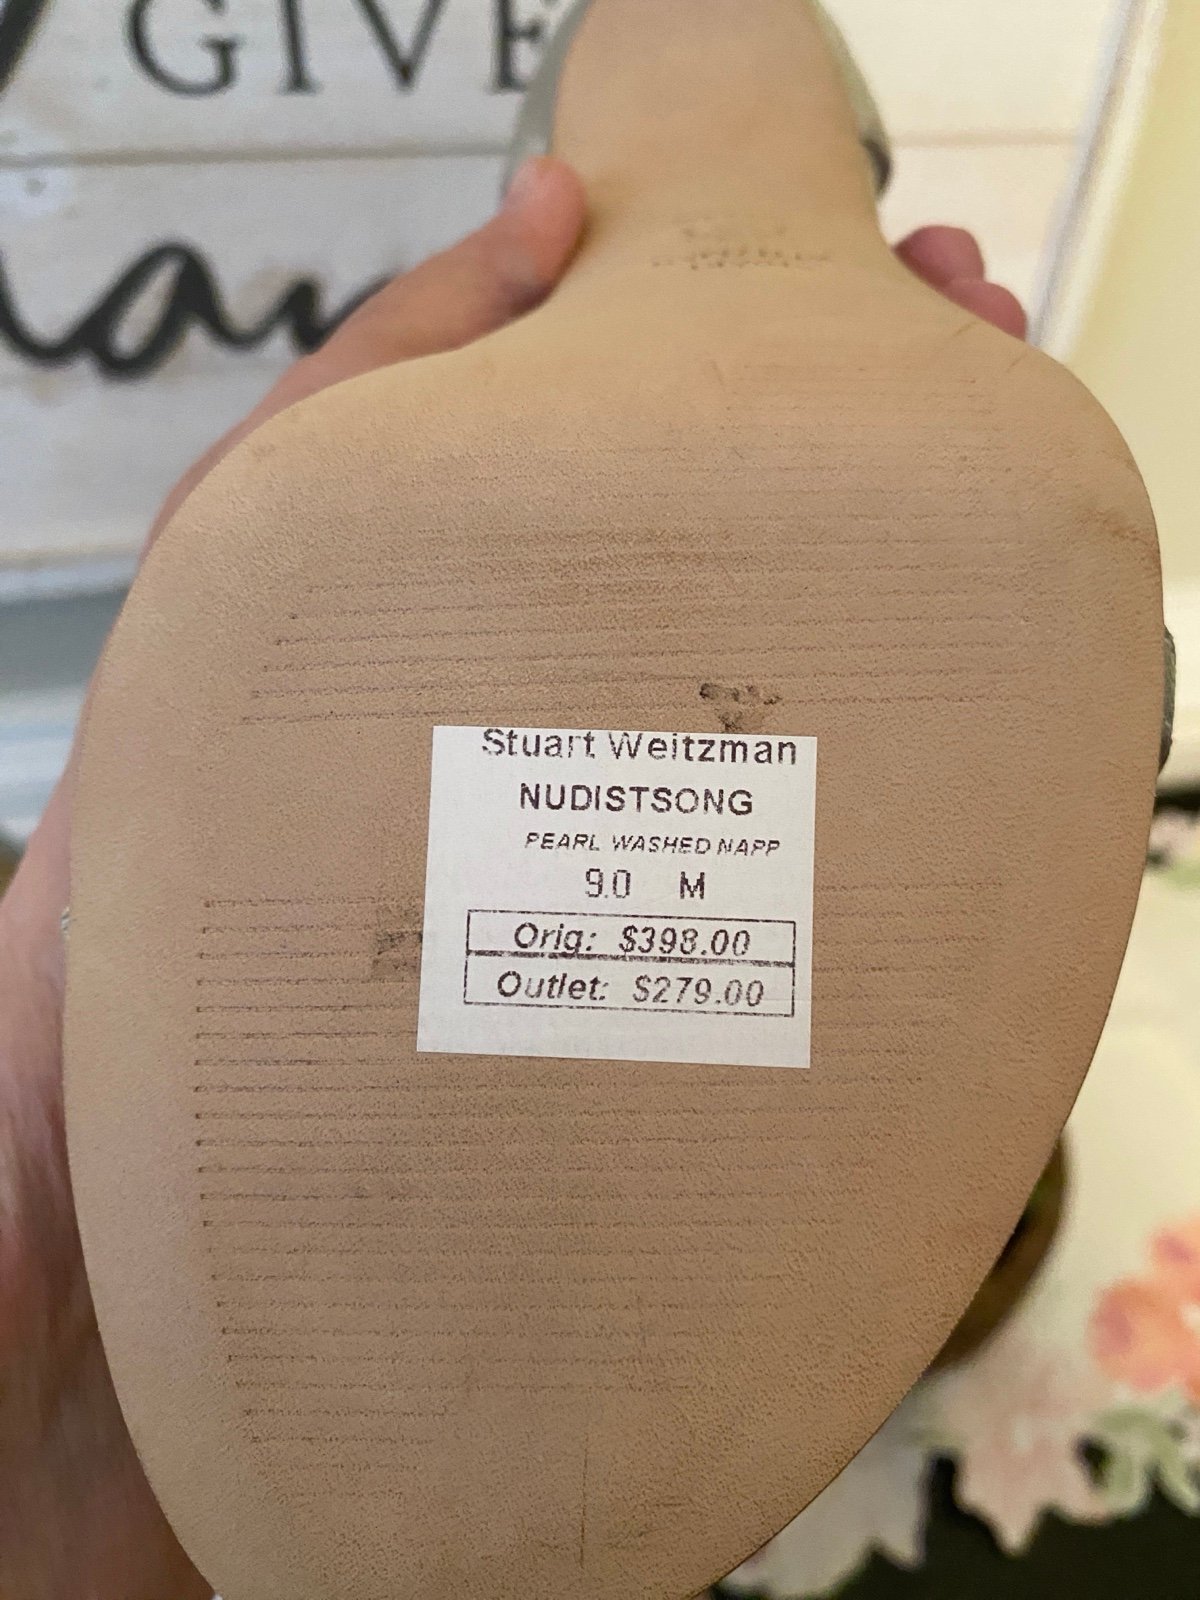 GIVE
Stuart Weitzman
NUDISTSONG
PEARL WASHED NAPP
9.0 M
Orig: $398.00
Outlet: $279.00